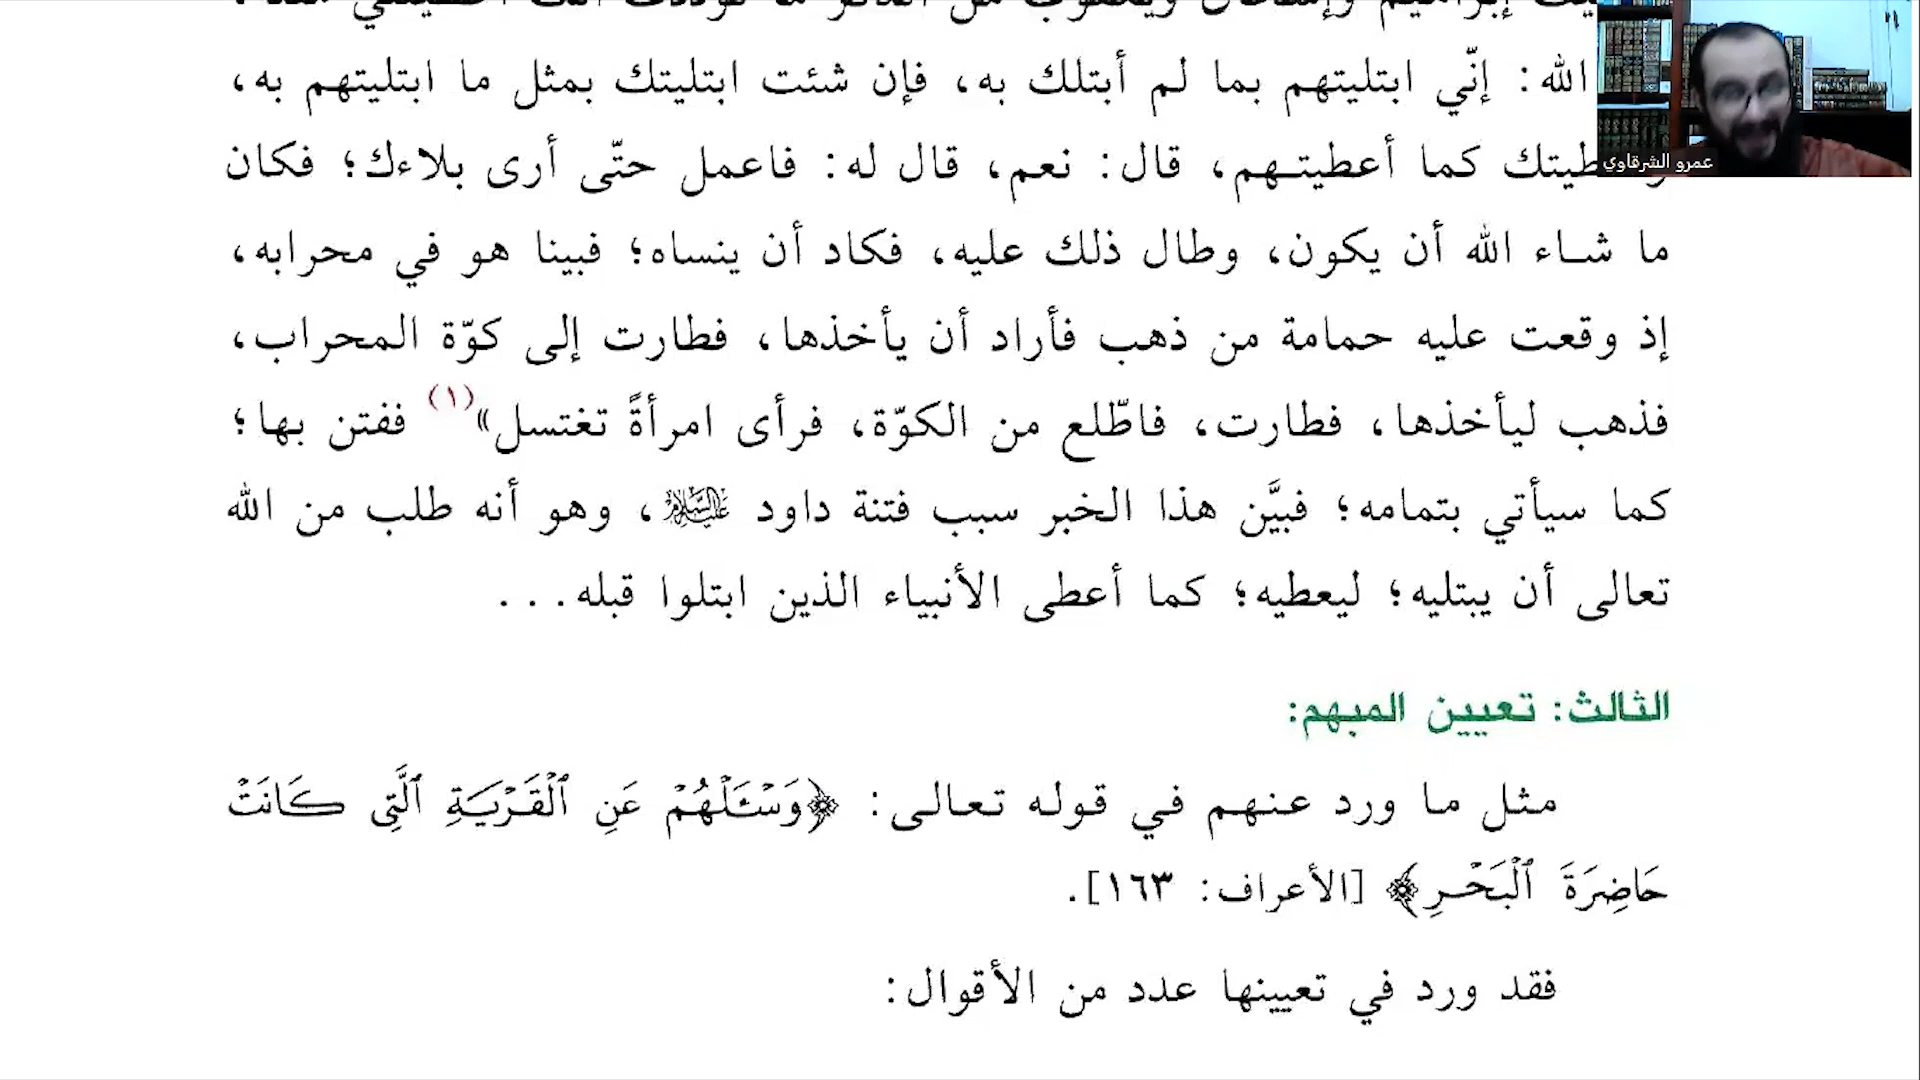 الله: إنّي ابتليتهم بما لم أبتلك به، فإن شئت ابتليتك بمثل ما ابتليتهم به،
كما أعطيتهم، قال: نعم، قال له: فاعمل حتّى أرى بلاءك؛ فكان
ما شاء الله أن يكون، وطال ذلك عليه، فكاد أن ينساه؛ فبينا هو في محرابه،
إذ وقعت عليه حمامة من ذهب فأراد أن يأخذها، فطارت إلى كوّة المحراب،
فذهب ليأخذها، فطارت، فاطّلع من الكوّة، فرأى امرأةً تغتسل»(١) ففتن بها؛
كما سيأتي بتمامه؛ فبيَّن هذا الخبر سبب فتنة داود عليه السلام، وهو أنه طلب من الله
تعالى أن يبتليه؛ ليعطيه؛ كما أعطى الأنبياء الذين ابتلوا قبله...
الثالث: تعيين المبهم:
مثل ما ورد عنهم في قوله تعالى: ﴿وَسْـَٔلْهُمْ عَنِ ٱلْقَرْيَةِ ٱلَّتِى كَانَتْ
حَاضِرَةَ ٱلْبَحْرِ﴾ [الأعراف: ١٦٣].
فقد ورد في تعيينها عدد من الأقوال:
عمرو الشرقاوي